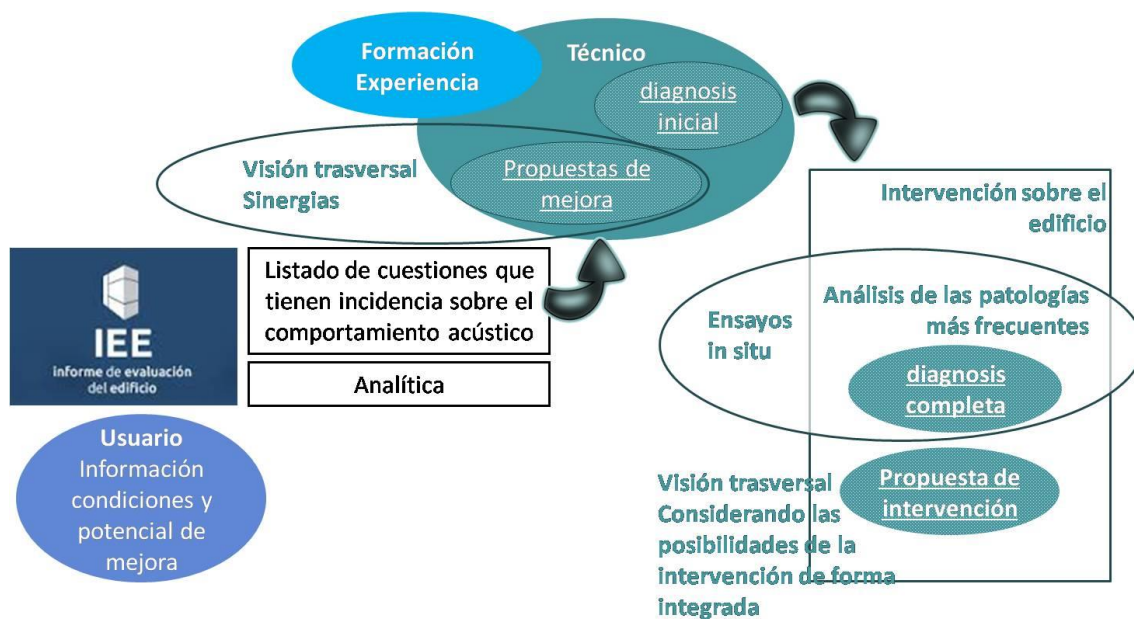 Formación
Experiencia
Técnico
diagnosis
inicial
Visión trasversal
Sinergias
Propuestas de
mejora
Intervención sobre el
edificio
IEE
informe de evaluación
del edificio
Listado de cuestiones que
tienen incidencia sobre el
comportamiento acústico
Analítica
Ensayos
in situ
Análisis de las patologías
más frecuentes
diagnosis
completa
Usuario
Información
condiciones y
potencial de
mejora
Propuesta de
intervención
Visión trasversal
Considerando las
posibilidades de la
intervención de forma
integrada